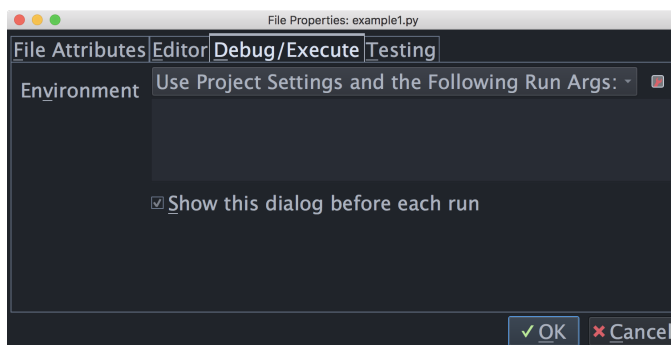 File Properties: example1.py
File Attributes Editor Debug/Execute Testing
Environment Use Project Settings and the Following Run Args:
Show this dialog before each run
OK Cancel